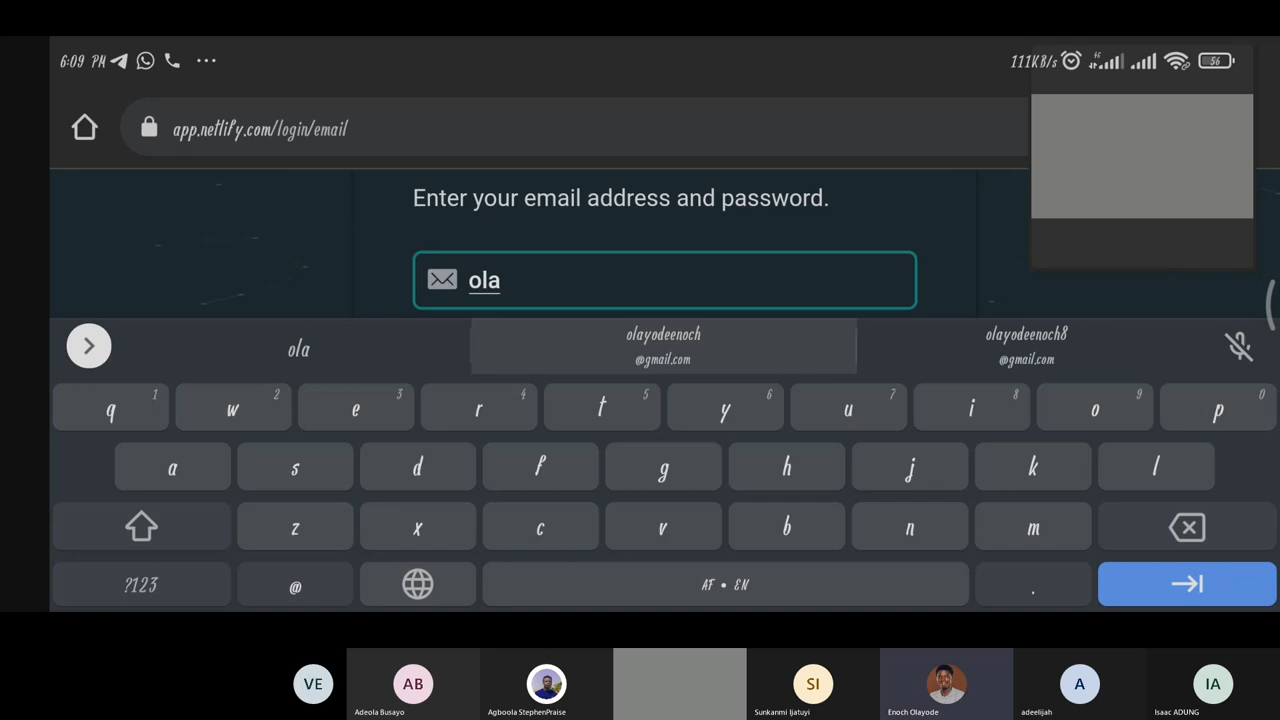 6:09 PM ...
111KB/s 4G 56
app.netlify.com/login/email
Enter your email address and password.
ola
ola
olayodeenoch
@gmail.com
olayodeenoch8
@gmail.com
q 1 w 2 e 3 r 4 t 5 y 6 u 7 i 8 o 9 p 0
a s d f g h j k l
z x c v b n m
?123 @ AF • EN .
VE AB SI A IA
Adeola Busayo Agboola StephenPraise Sunkanmi Ijatuyi Enoch Olayode adeelijah Isaac ADUNG